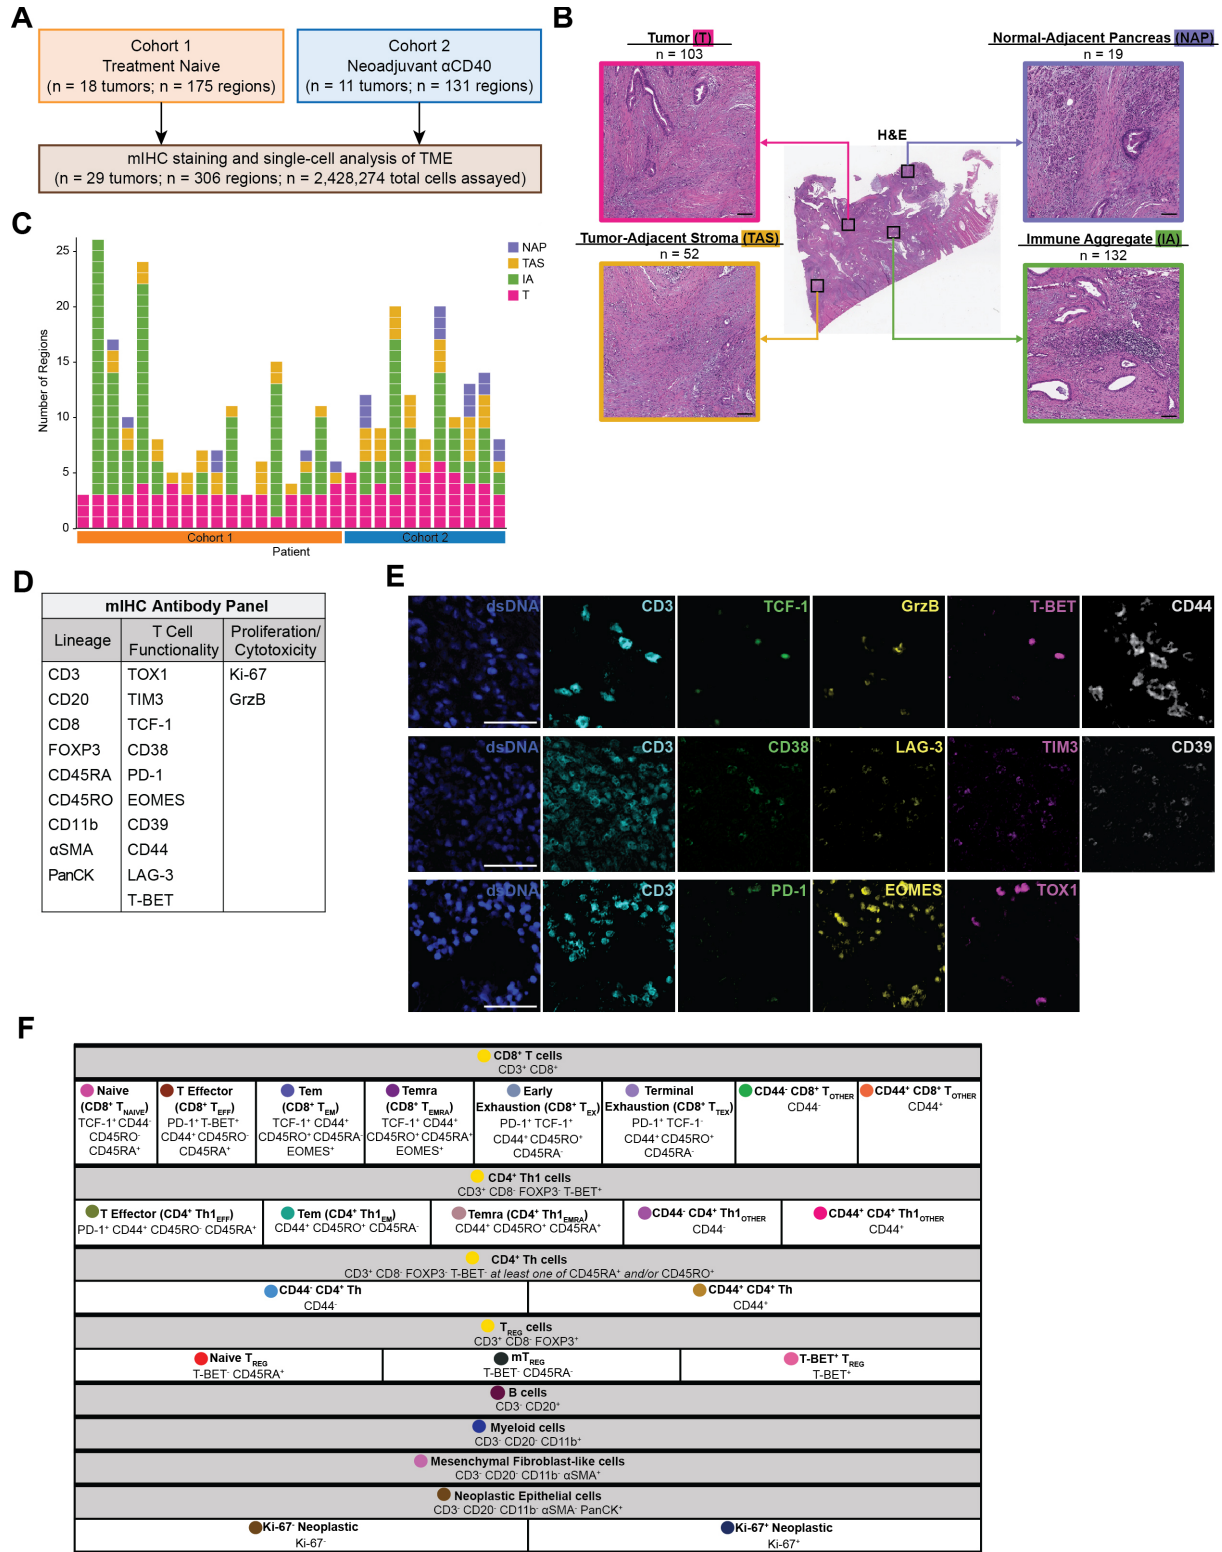 A
Cohort 1
Treatment Naive
(n = 18 tumors; n = 175 regions)
Cohort 2
Neoadjuvant αCD40
(n = 11 tumors; n = 131 regions)
mIHC staining and single-cell analysis of TME
(n = 29 tumors; n = 306 regions; n = 2,428,274 total cells assayed)
B
Tumor (T)
n = 103
Normal-Adjacent Pancreas (NAP)
n = 19
H&E
Tumor-Adjacent Stroma (TAS)
n = 52
Immune Aggregate (IA)
n = 132
C
Number of Regions
25
20
15
10
5
0
NAP
TAS
IA
T
Cohort 1
Cohort 2
Patient
D
mIHC Antibody Panel
Lineage
T Cell
Functionality
Proliferation/
Cytotoxicity
CD3 TOX1 Ki-67
CD20 TIM3 GrzB
CD8 TCF-1
FOXP3 CD38
CD45RA PD-1
CD45RO EOMES
CD11b CD39
αSMA CD44
PanCK LAG-3
T-BET
E
dsDNA CD3 TCF-1 GrzB T-BET CD44
dsDNA CD3 CD38 LAG-3 TIM3 CD39
dsDNA CD3 PD-1 EOMES TOX1
F
CD8⁺ T cells
CD3⁺ CD8⁺
Naive
(CD8⁺ T_NAIVE)
TCF-1⁺ CD44⁻
CD45RO⁻
CD45RA⁺
T Effector
(CD8⁺ T_EFF)
PD-1⁺ T-BET⁺
CD44⁺ CD45RO⁻
CD45RA⁺
Tem
(CD8⁺ T_EM)
TCF-1⁺ CD44⁺
CD45RO⁺ CD45RA⁻
EOMES⁺
Temra
(CD8⁺ T_EMRA)
TCF-1⁺ CD44⁺
CD45RO⁺ CD45RA⁺
EOMES⁺
Early
Exhaustion (CD8⁺ T_EX)
PD-1⁺ TCF-1⁺
CD44⁺ CD45RO⁺
CD45RA⁻
Terminal
Exhaustion (CD8⁺ T_TEX)
PD-1⁺ TCF-1⁻
CD44⁺ CD45RO⁺
CD45RA⁻
CD44⁻ CD8⁺ T_OTHER
CD44⁻
CD44⁺ CD8⁺ T_OTHER
CD44⁺
CD4⁺ Th1 cells
CD3⁺ CD8⁻ FOXP3⁻ T-BET⁺
T Effector (CD4⁺ Th1_EFF)
PD-1⁺ CD44⁺ CD45RO⁻ CD45RA⁺
Tem (CD4⁺ Th1_EM)
CD44⁺ CD45RO⁺ CD45RA⁻
Temra (CD4⁺ Th1_EMRA)
CD44⁺ CD45RO⁺ CD45RA⁺
CD44⁻ CD4⁺ Th1_OTHER
CD44⁻
CD44⁺ CD4⁺ Th1_OTHER
CD44⁺
CD4⁺ Th cells
CD3⁺ CD8⁻ FOXP3⁻ T-BET⁻ at least one of CD45RA⁺ and/or CD45RO⁺
CD44⁻ CD4⁺ Th
CD44⁻
CD44⁺ CD4⁺ Th
CD44⁺
T_REG cells
CD3⁺ CD8⁻ FOXP3⁺
Naive T_REG
T-BET⁻ CD45RA⁺
mT_REG
T-BET⁻ CD45RA⁻
T-BET⁺ T_REG
T-BET⁺
B cells
CD3⁻ CD20⁺
Myeloid cells
CD3⁻ CD20⁻ CD11b⁺
Mesenchymal Fibroblast-like cells
CD3⁻ CD20⁻ CD11b⁻ αSMA⁺
Neoplastic Epithelial cells
CD3⁻ CD20⁻ CD11b⁻ αSMA⁻ PanCK⁺
Ki-67⁻ Neoplastic
Ki-67⁻
Ki-67⁺ Neoplastic
Ki-67⁺